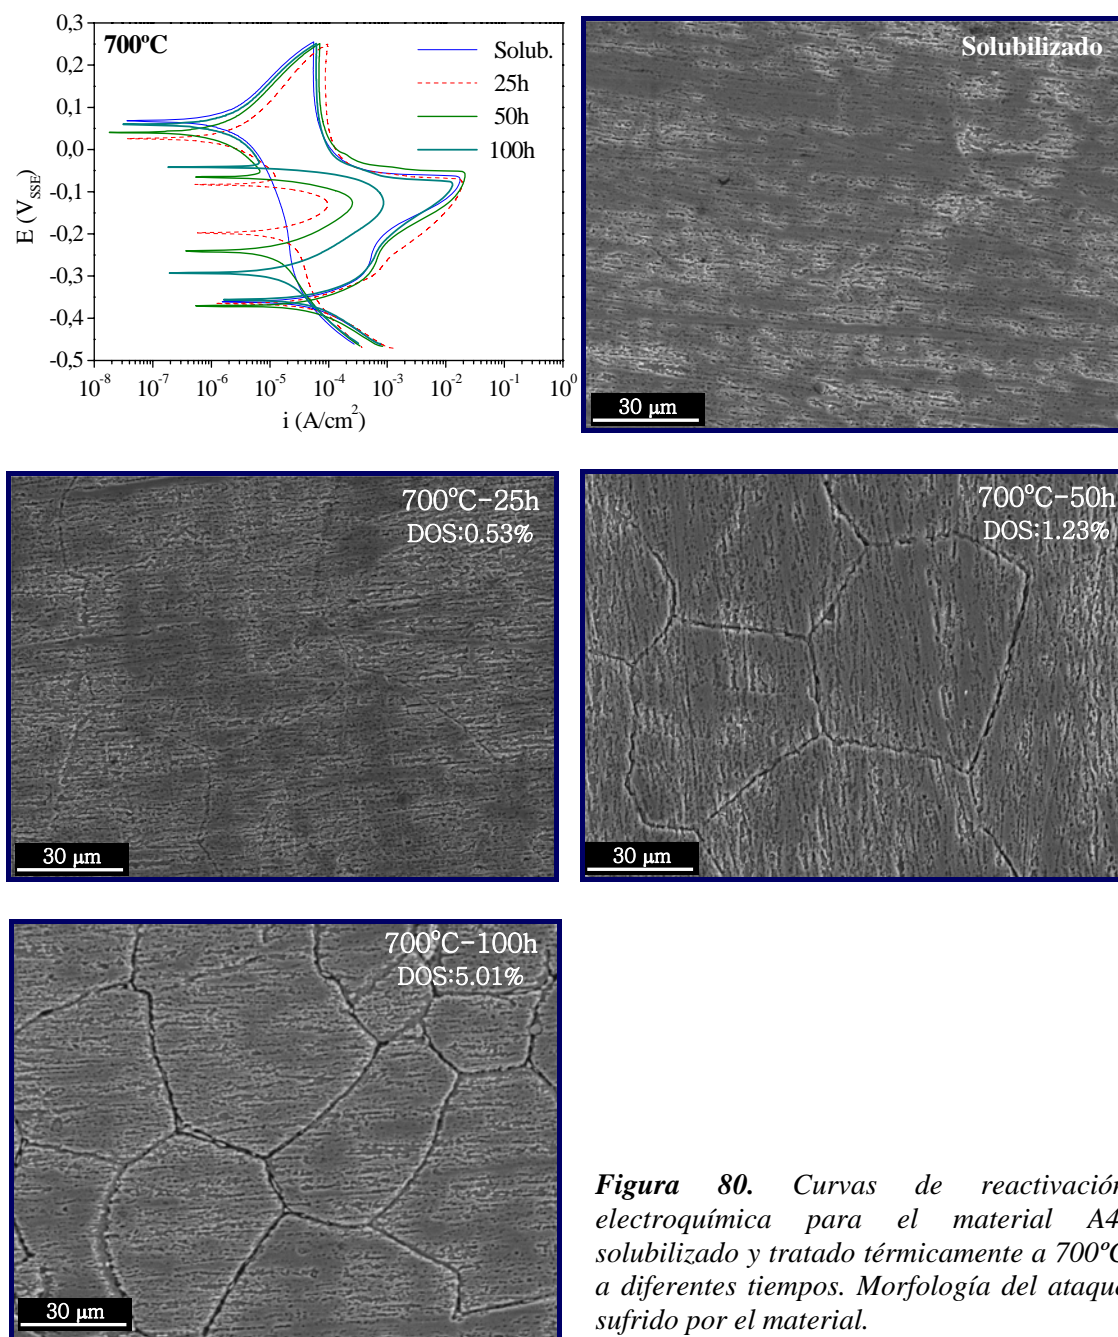 0,3
700ºC
0,2
0,1
0,0
-0,1
-0,2
-0,3
-0,4
-0,5
E (V_SSE)
Solub.
25h
50h
100h
10^-8 10^-7 10^-6 10^-5 10^-4 10^-3 10^-2 10^-1 10^0
i (A/cm^2)
Solubilizado
30 µm
700ºC-25h
DOS:0.53%
30 µm
700ºC-50h
DOS:1.23%
30 µm
700ºC-100h
DOS:5.01%
30 µm
Figura 80. Curvas de reactivación
electroquímica para el material A4
solubilizado y tratado térmicamente a 700ºC
a diferentes tiempos. Morfología del ataque
sufrido por el material.